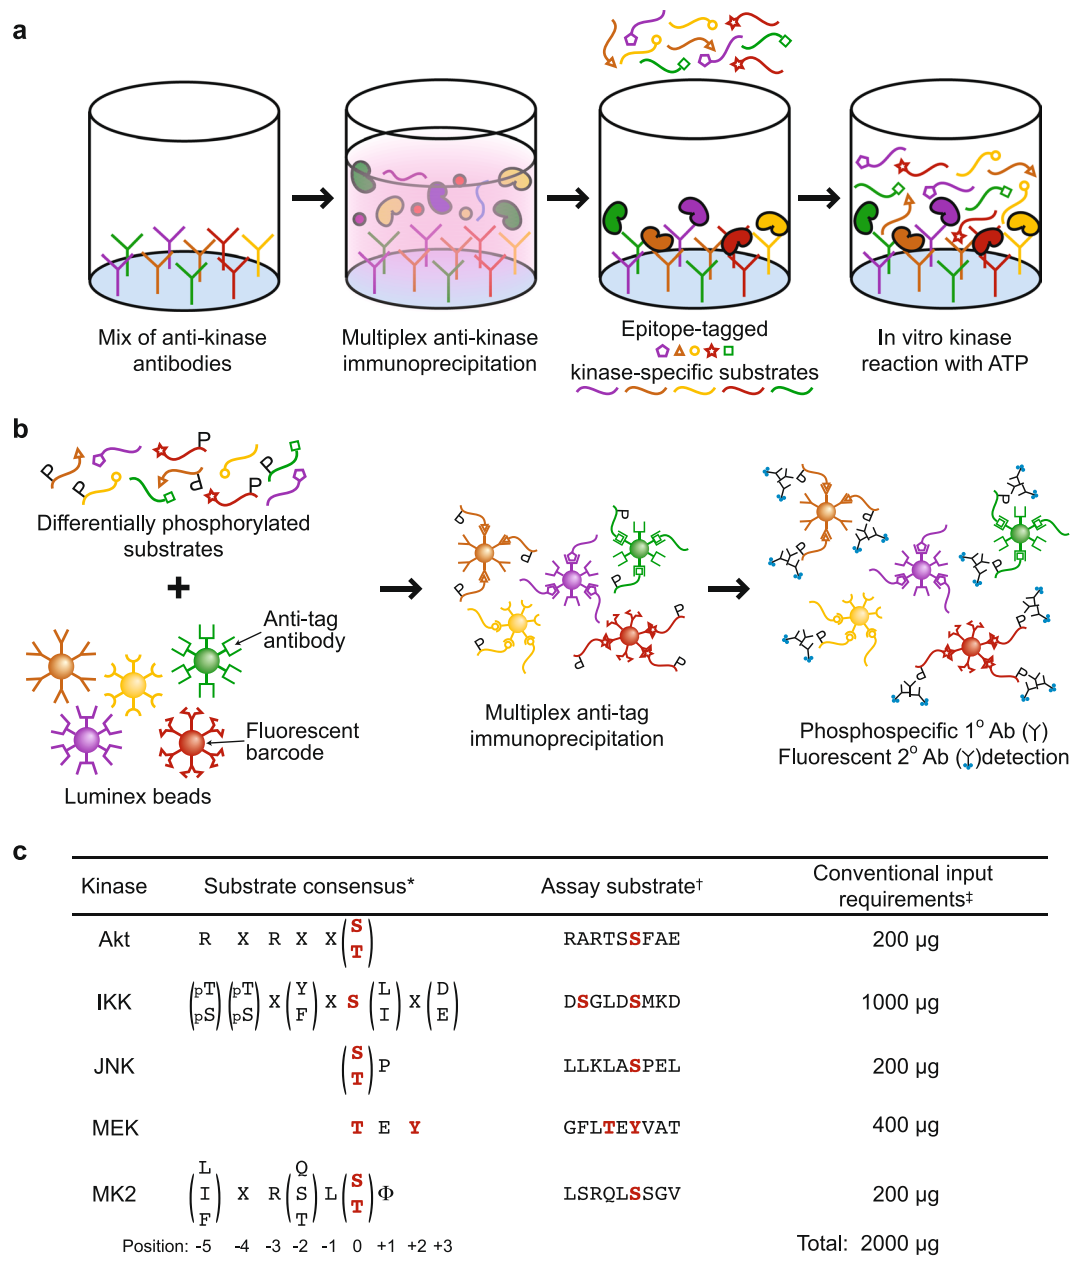 a
Mix of anti-kinase
antibodies
Multiplex anti-kinase
immunoprecipitation
Epitope-tagged
kinase-specific substrates
In vitro kinase
reaction with ATP
b
P P P P P P P
Differentially phosphorylated
substrates
+
Anti-tag
antibody
Fluorescent
barcode
Luminex beads
P P P P P P P
Multiplex anti-tag
immunoprecipitation
P P P P P P P
Phosphospecific 1° Ab (Y)
Fluorescent 2° Ab (Y)detection
c
Kinase Substrate consensus* Assay substrate† Conventional input
requirements‡
Akt R X R X X (S T) RARTSSFAE 200 µg
IKK (pT pS) (pT pS) X (Y F) X S (L I) X (D E) DSGLDSMKD 1000 µg
JNK (S T) P LLKLASPEL 200 µg
MEK T E Y GFLTEYVAT 400 µg
MK2 (L I F) X R (Q S T) L (S T) Φ LSRQLSSGV 200 µg
Position: -5 -4 -3 -2 -1 0 +1 +2 +3 Total: 2000 µg